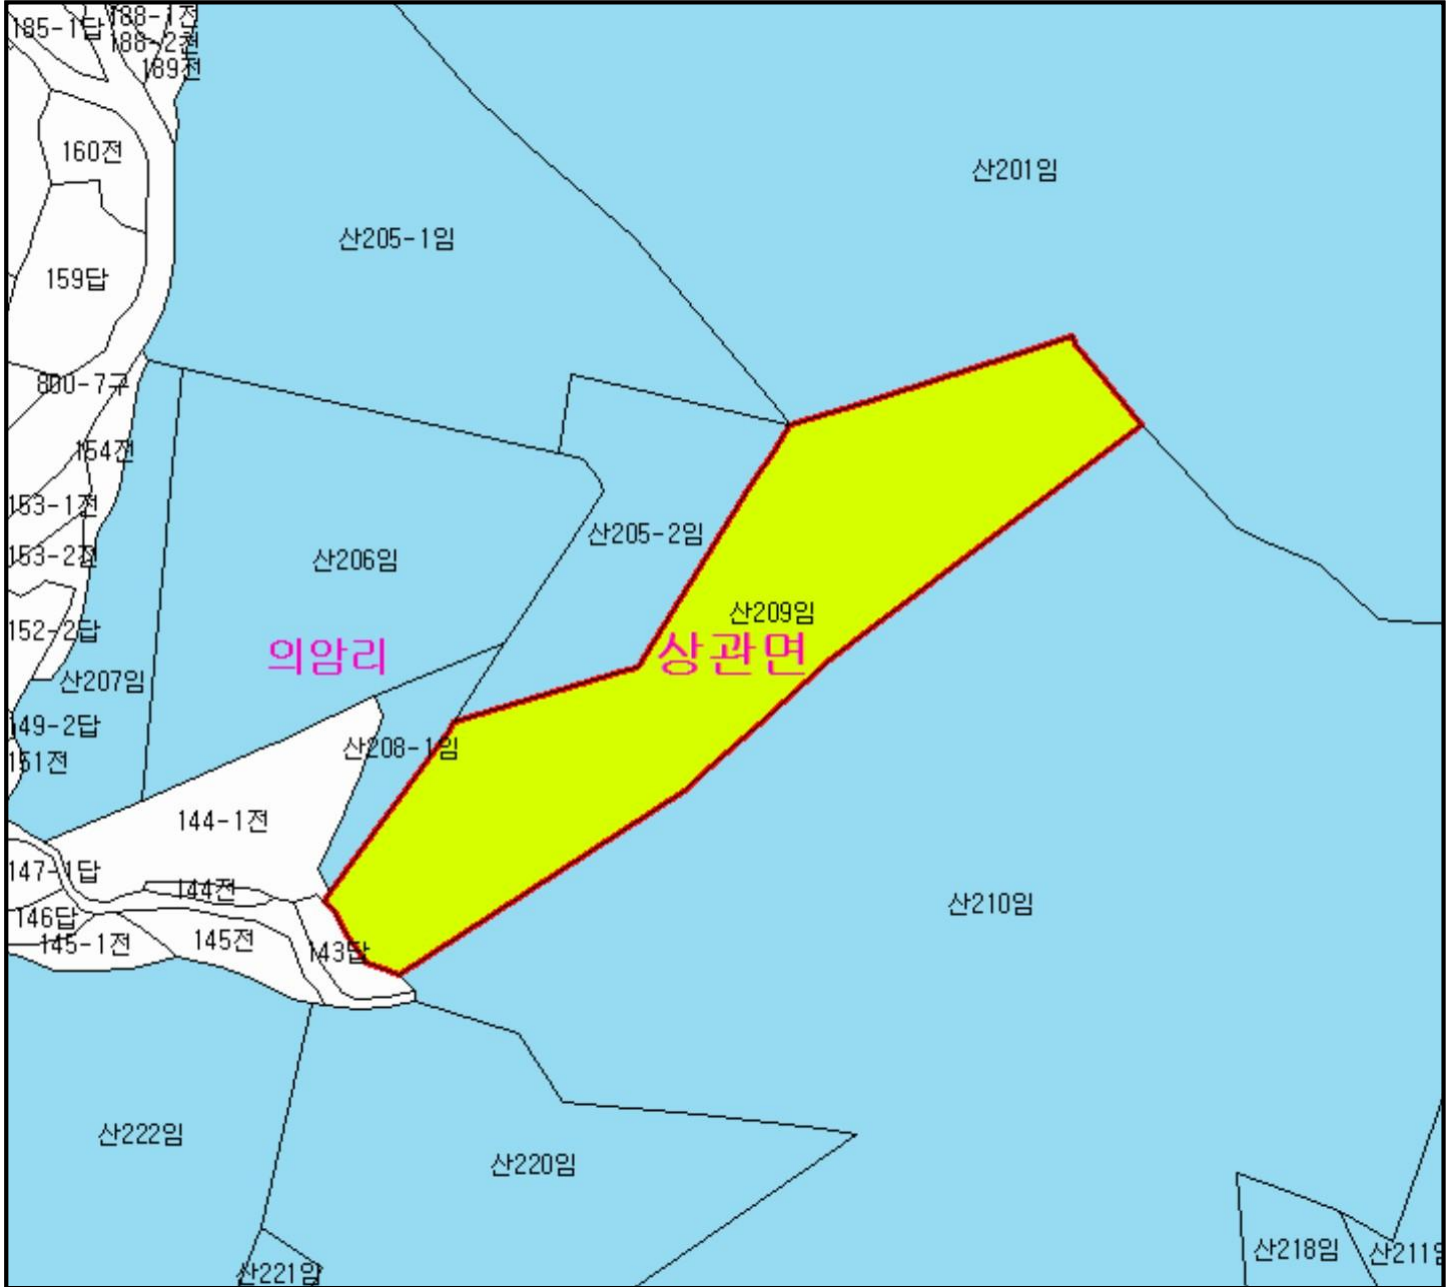 188-1전
185-1답
188-2전
189전
160전
산201임
산205-1임
159답
800-7구
154전
153-1전
산205-2임
153-2전
산206임
산209임
152-2답
의암리
상관면
산207임
149-2답
산208-1임
151전
144-1전
147-1답
144전
산210임
146답
145전
145-1전
143답
산222임
산220임
산218임
산211임
산221임